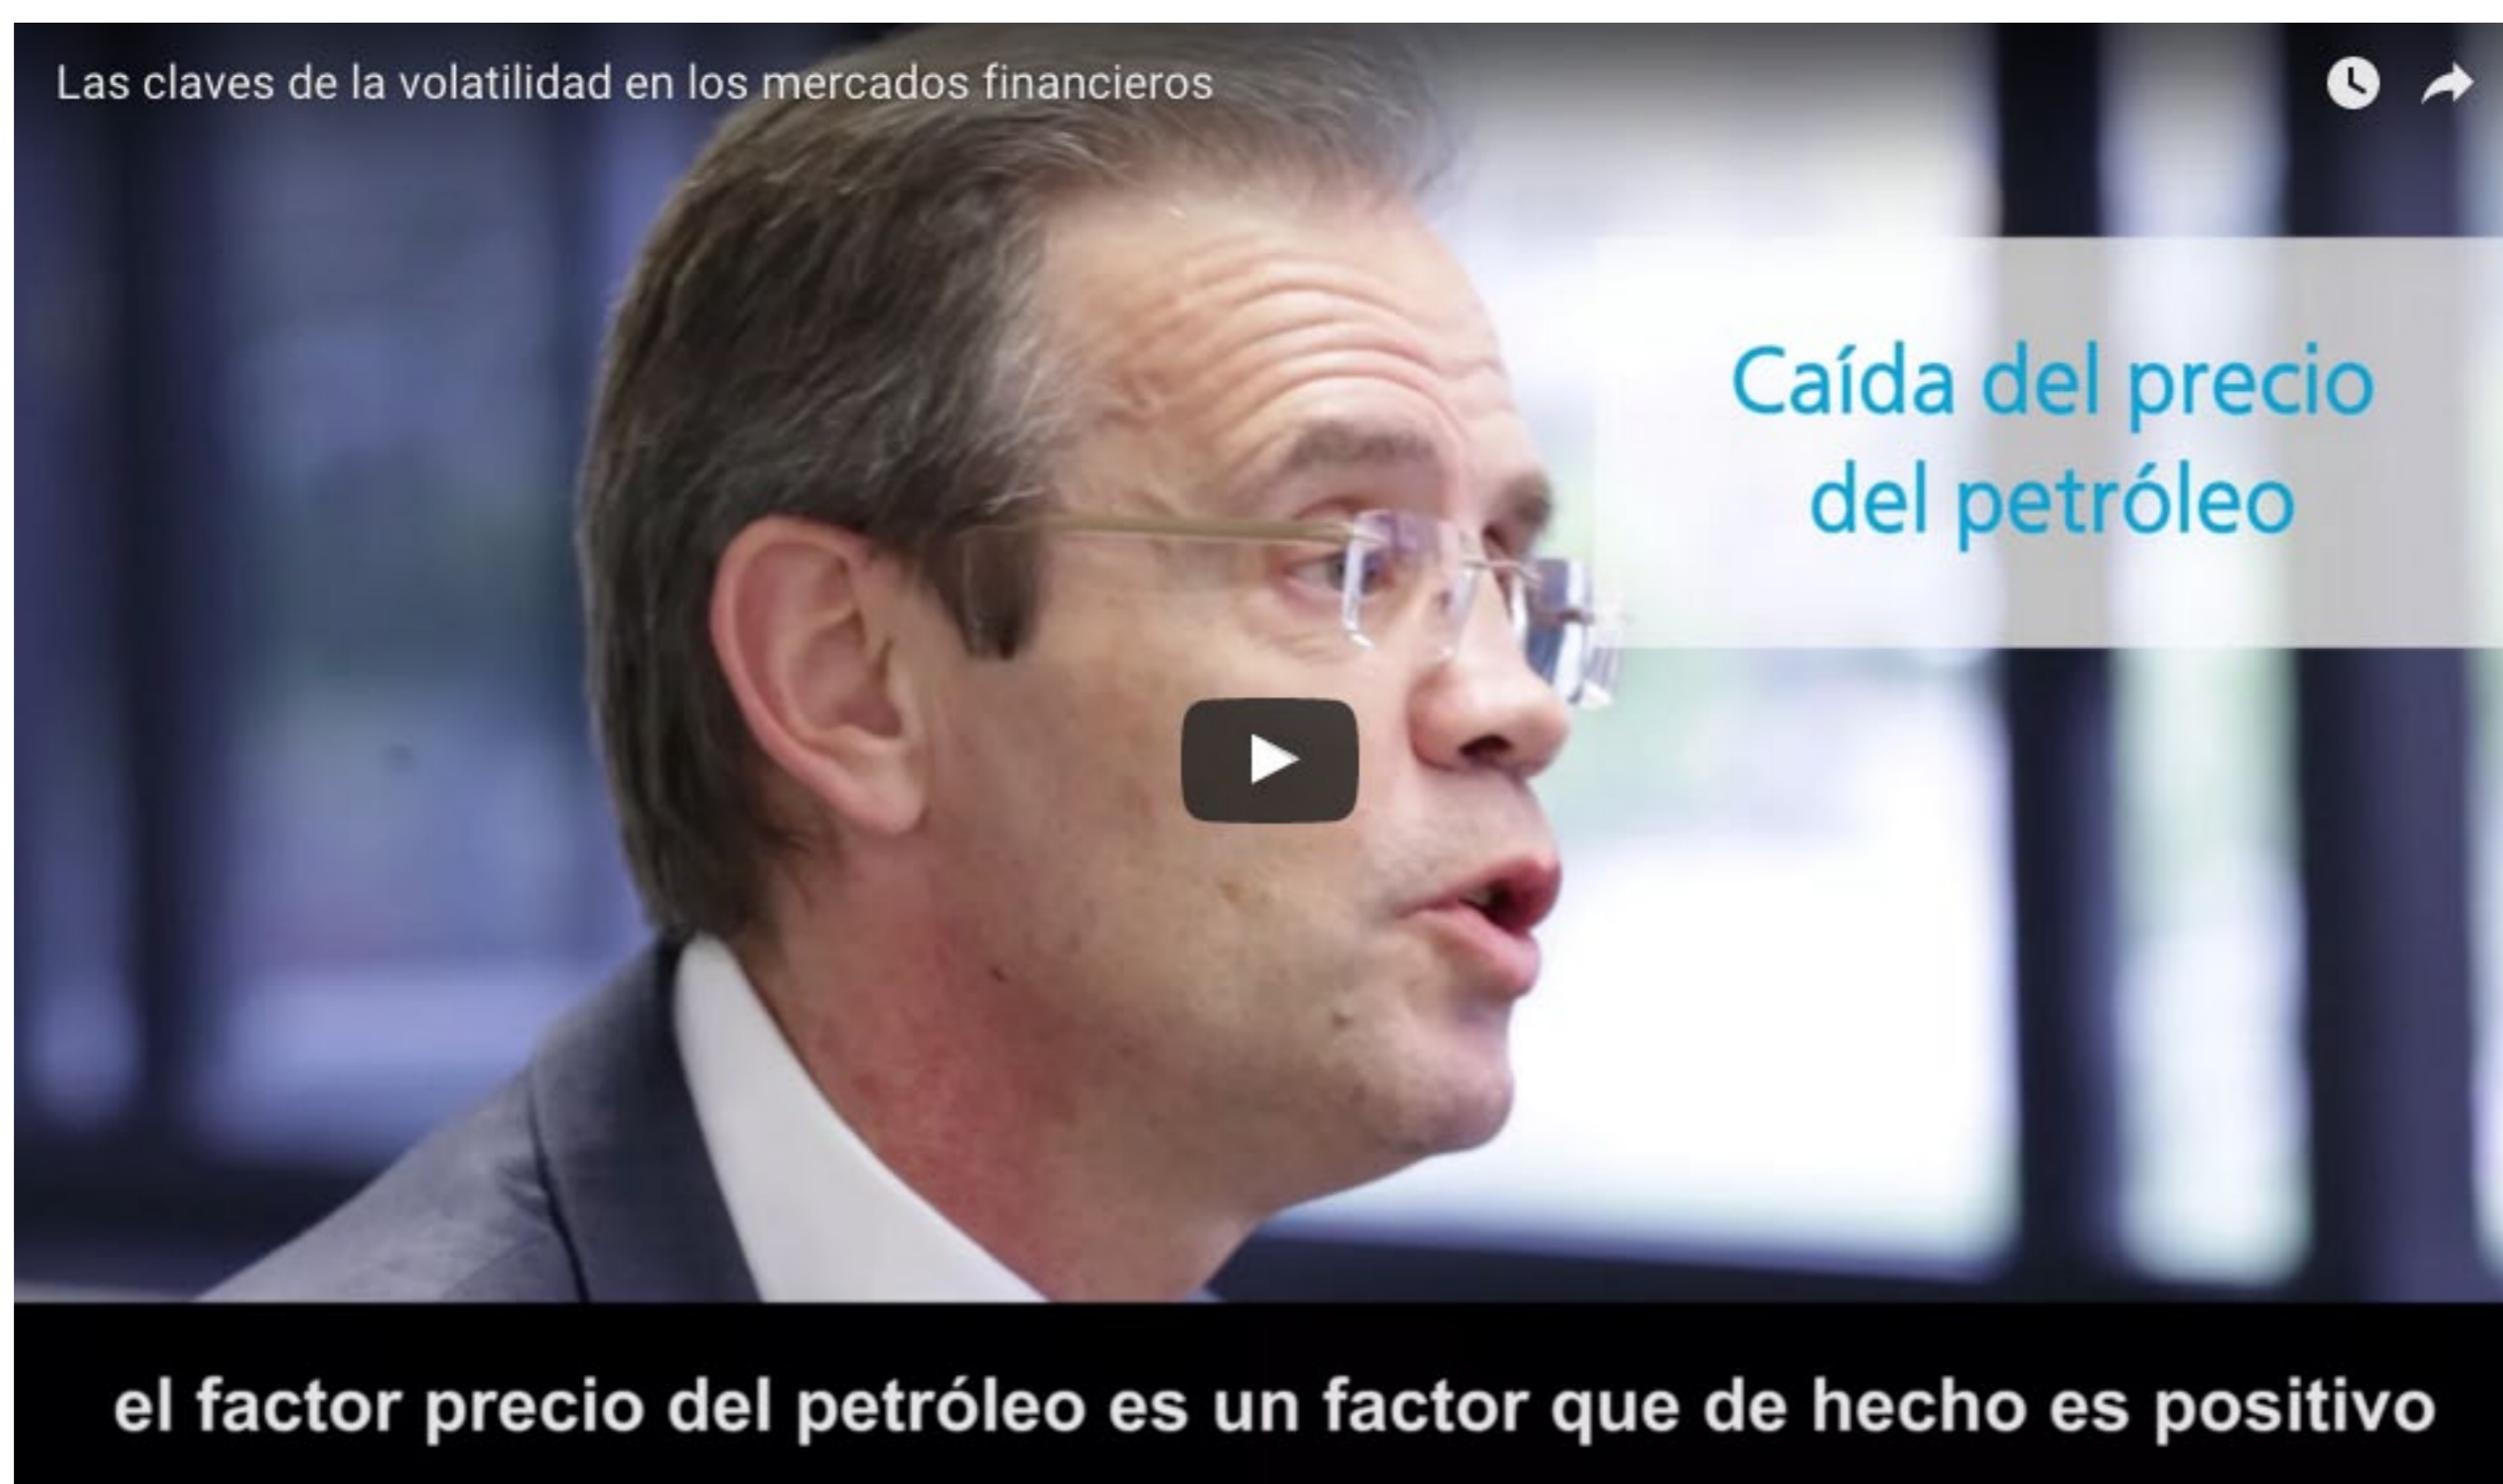 Las claves de la volatilidad en los mercados financieros
Caída del precio
del petróleo
el factor precio del petróleo es un factor que de hecho es positivo